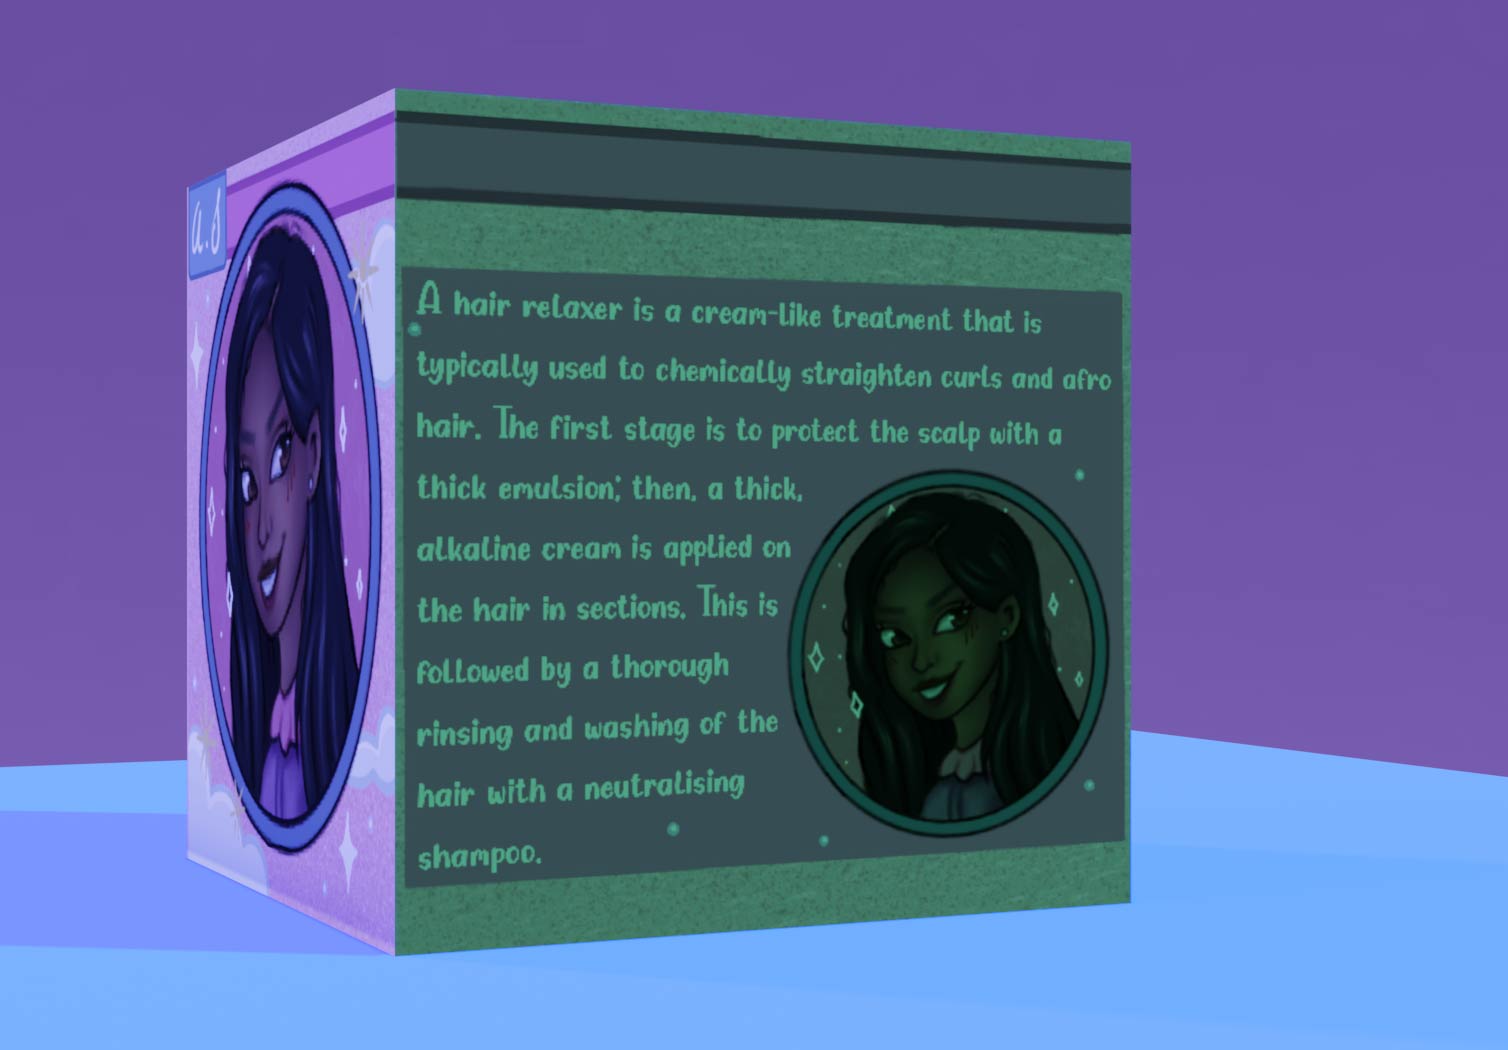 a.s
A hair relaxer is a cream-like treatment that is
typically used to chemically straighten curls and afro
hair. The first stage is to protect the scalp with a
thick emulsion; then, a thick,
alkaline cream is applied on
the hair in sections. This is
followed by a thorough
rinsing and washing of the
hair with a neutralising
shampoo.